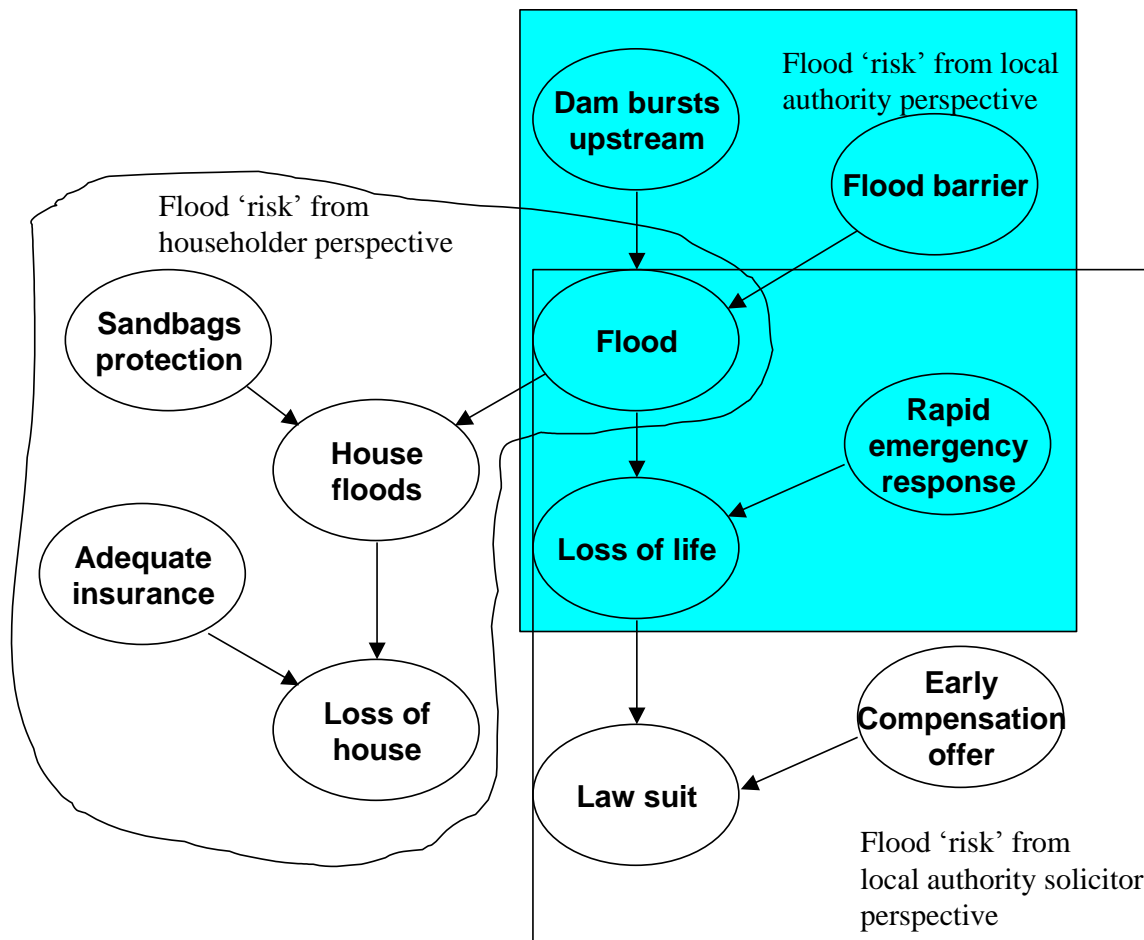 Flood ‘risk’ from local
authority perspective
Dam bursts
upstream
Flood barrier
Flood ‘risk’ from
householder perspective
Sandbags
protection
Flood
Rapid
emergency
response
House
floods
Loss of life
Adequate
insurance
Early
Compensation
offer
Loss of
house
Law suit
Flood ‘risk’ from
local authority solicitor
perspective